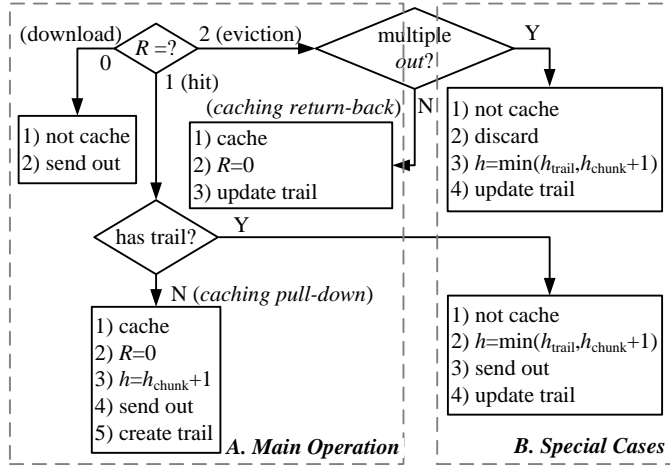 (download)
0
R =?
2 (eviction)
multiple
out?
Y
1 (hit)
N
(caching return-back)
1) not cache
2) send out
1) cache
2) R=0
3) update trail
1) not cache
2) discard
3) h=min(htrail,hchunk+1)
4) update trail
has trail?
Y
N (caching pull-down)
1) cache
2) R=0
3) h=hchunk+1
4) send out
5) create trail
1) not cache
2) h=min(htrail,hchunk+1)
3) send out
4) update trail
A. Main Operation
B. Special Cases